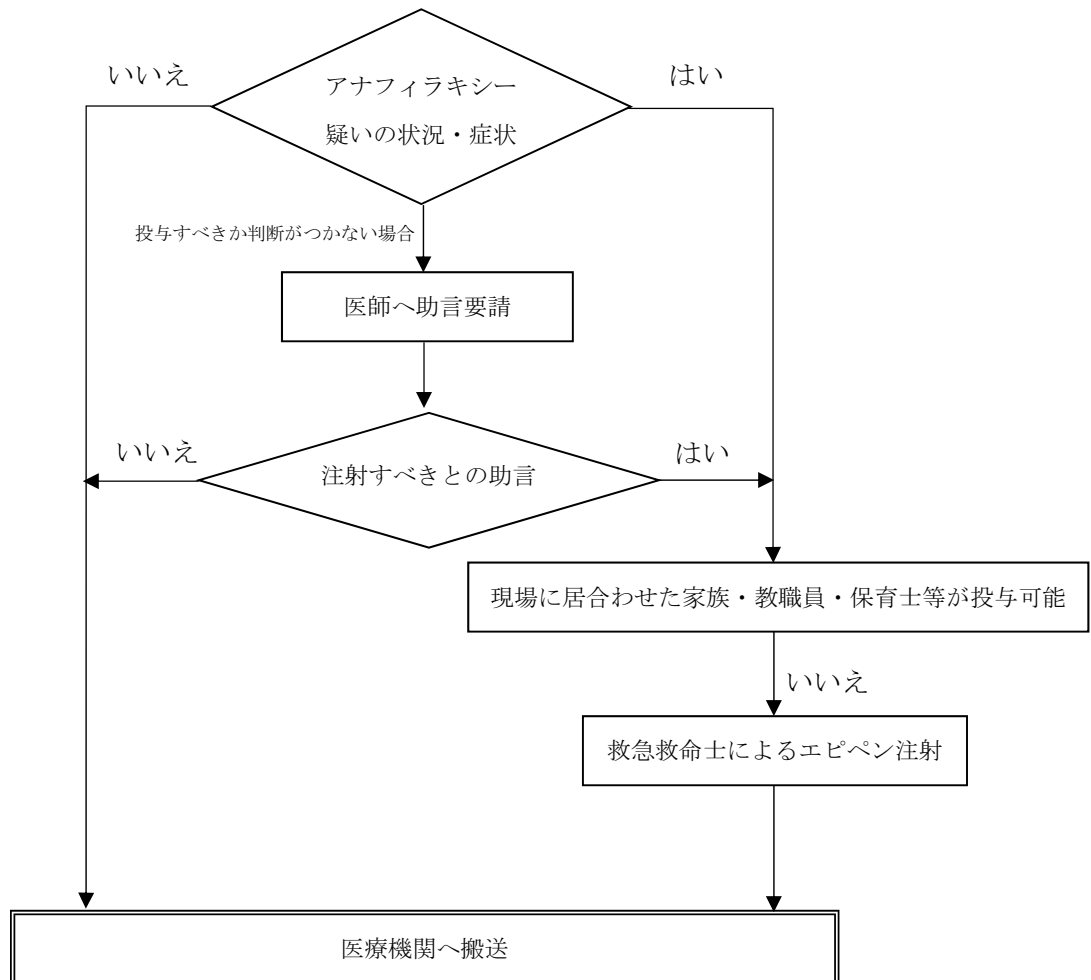 いいえ
はい
アナフィラキシー
疑いの状況・症状
投与すべきか判断がつかない場合
医師へ助言要請
いいえ
はい
注射すべきとの助言
現場に居合わせた家族・教職員・保育士等が投与可能
いいえ
救急救命士によるエピペン注射
医療機関へ搬送